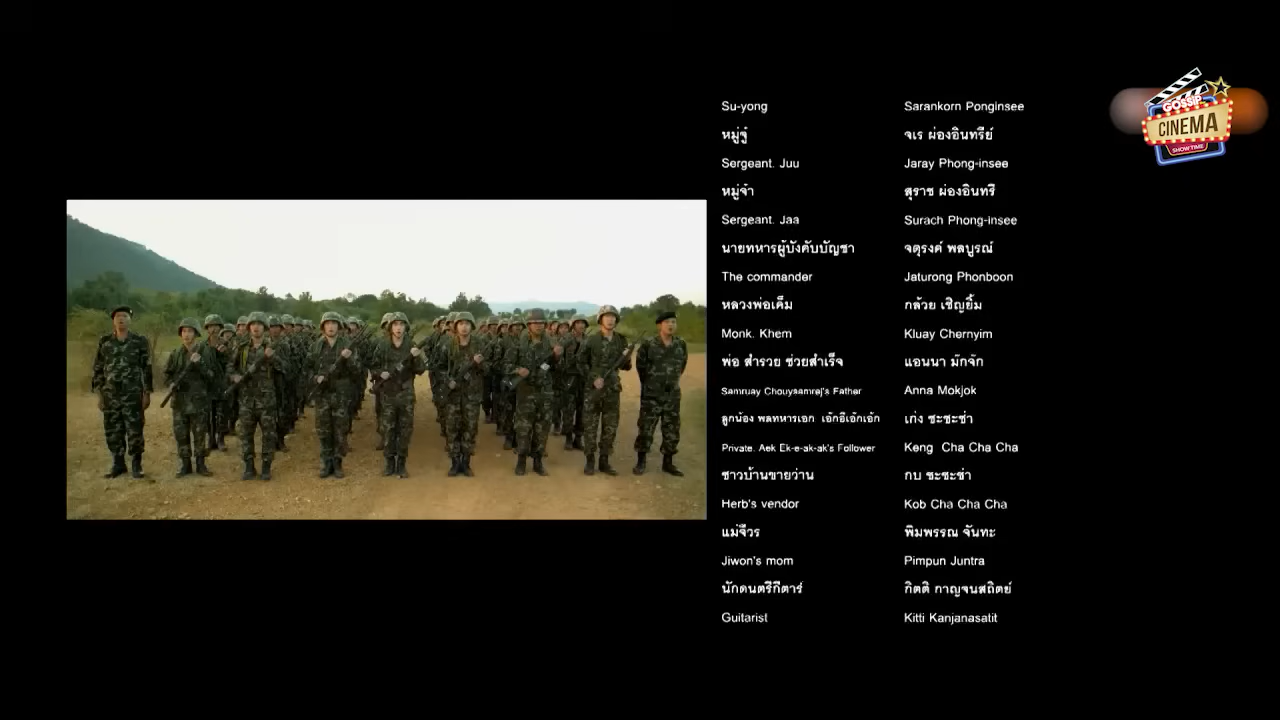 Su-yong Sarankorn Ponginsee
หมู่จู๋ จเร ผ่องอินทรีย์
Sergeant. Juu Jaray Phong-insee
หมู่จ๋า สุราช ผ่องอินทรี
Sergeant. Jaa Surach Phong-insee
นายทหารผู้บังคับบัญชา จตุรงค์ พลบูรณ์
The commander Jaturong Phonboon
หลวงพ่อเค็ม กล้วย เชิญยิ้ม
Monk. Khem Kluay Chernyim
พ่อ สำรวย ช่วยสำเร็จ แอนนา มักจัก
Samruay Chouysamrej's Father Anna Mokjok
ลูกน้อง พลทหารเอก เอ้กอีเอ้กเอ้ก เก่ง ชะชะช่า
Private. Aek Ek-e-ak-ak's Follower Keng Cha Cha Cha
ชาวบ้านขายว่าน กบ ชะชะช่า
Herb's vendor Kob Cha Cha Cha
แม่จีวร พิมพรรณ จันทะ
Jiwon's mom Pimpun Juntra
นักดนตรีกีตาร์ กิตติ กาญจนสถิตย์
Guitarist Kitti Kanjanasatit
GOSSIP
CINEMA
SHOWTIME